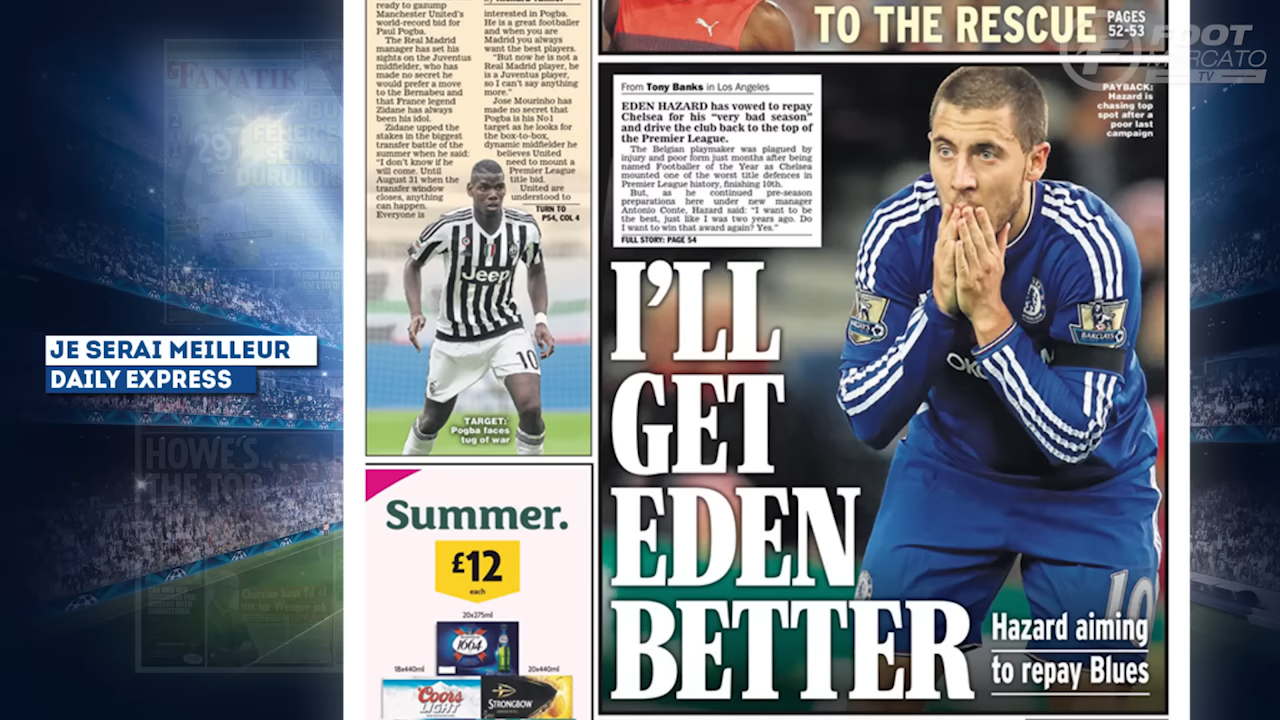 ready to gazump
Manchester United's
world-record bid for
Paul Pogba.
The Real Madrid
manager has set his
sights on the Juventus
midfielder, who has
made no secret he
would prefer a move
to the Bernabeu and
that France legend
Zidane has always
been his idol.
Zidane upped the
stakes in the biggest
transfer battle of the
summer when he said:
"I don't know if he
will come. Until
August 31 when the
transfer window
closes, anything
can happen.
Everyone is
interested in Pogba.
He is a great footballer
and when you are
Madrid you always
want the best players.
"But now he is not a
Real Madrid player, he
is a Juventus player,
so I can't say anything
more."
Jose Mourinho has
made no secret that
Pogba is his No1
target as he looks for
the box-to-box,
dynamic midfielder he
believes United
need to mount a
Premier League
title bid.
United are
understood to
TURN TO
P54, COL 4
Jeep
10
TARGET:
Pogba faces
tug of war
TO THE RESCUE
PAGES
52-53
FOOT
MERCATO
TV
From Tony Banks in Los Angeles
EDEN HAZARD has vowed to repay
Chelsea for his "very bad season"
and drive the club back to the top of
the Premier League.
The Belgian playmaker was plagued by
injury and poor form just months after being
named Footballer of the Year as Chelsea
mounted one of the worst title defences in
Premier League history, finishing 10th.
But, as he continued pre-season
preparations here under new manager
Antonio Conte, Hazard said: "I want to be
the best, just like I was two years ago. Do
I want to win that award again? Yes."
FULL STORY: PAGE 54
PAYBACK:
Hazard is
chasing top
spot after a
poor last
campaign
I'LL
GET
EDEN
BETTER
Hazard aiming
to repay Blues
BARCLAYS
10
JE SERAI MEILLEUR
DAILY EXPRESS
FANATIK
HOWE'S
THE TOP
Summer.
£12
each
20x275ml
1664
18x440ml
20x440ml
Coors
LIGHT
STRONGBOW